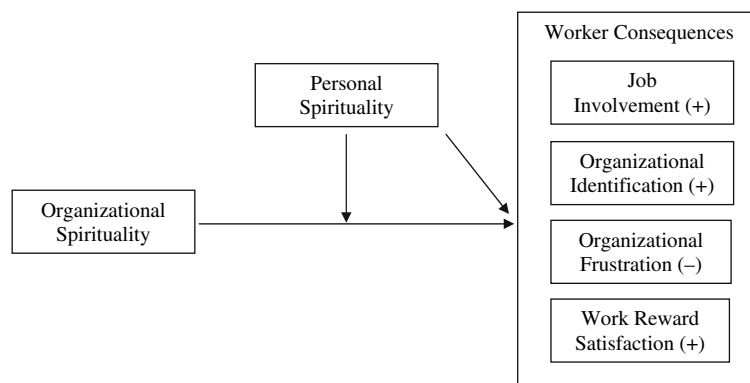 Worker Consequences
Personal
Spirituality
Job
Involvement (+)
Organizational
Identification (+)
Organizational
Spirituality
Organizational
Frustration (–)
Work Reward
Satisfaction (+)